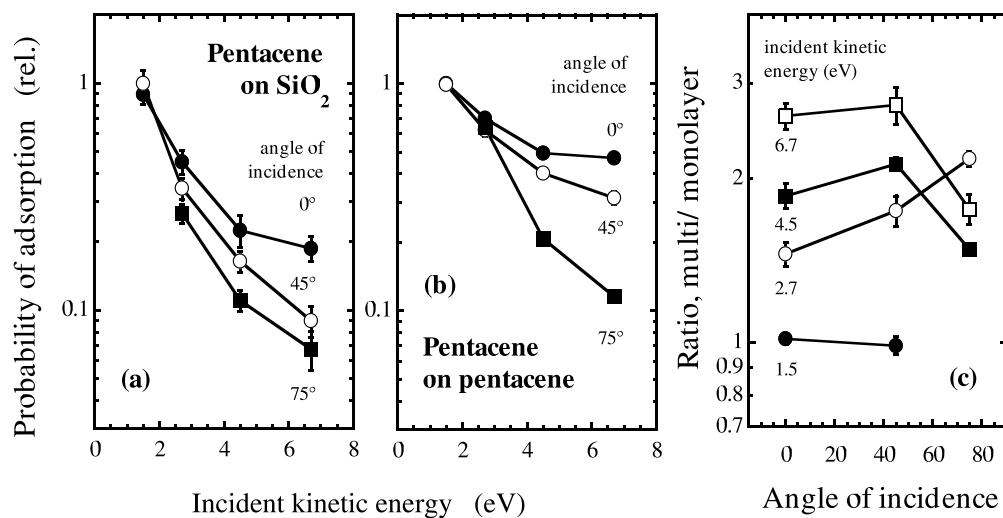 Probability of adsorption (rel.)
1
0.1
Pentacene
on SiO2
angle of
incidence
0°
45°
75°
(a)
0 2 4 6 8
1
0.1
angle of
incidence
0°
45°
75°
(b)
Pentacene
on pentacene
0 2 4 6 8
Incident kinetic energy (eV)
Ratio, multi/ monolayer
3
2
1
0.9
0.8
0.7
incident kinetic
energy (eV)
6.7
4.5
2.7
1.5
(c)
0 20 40 60 80
Angle of incidence